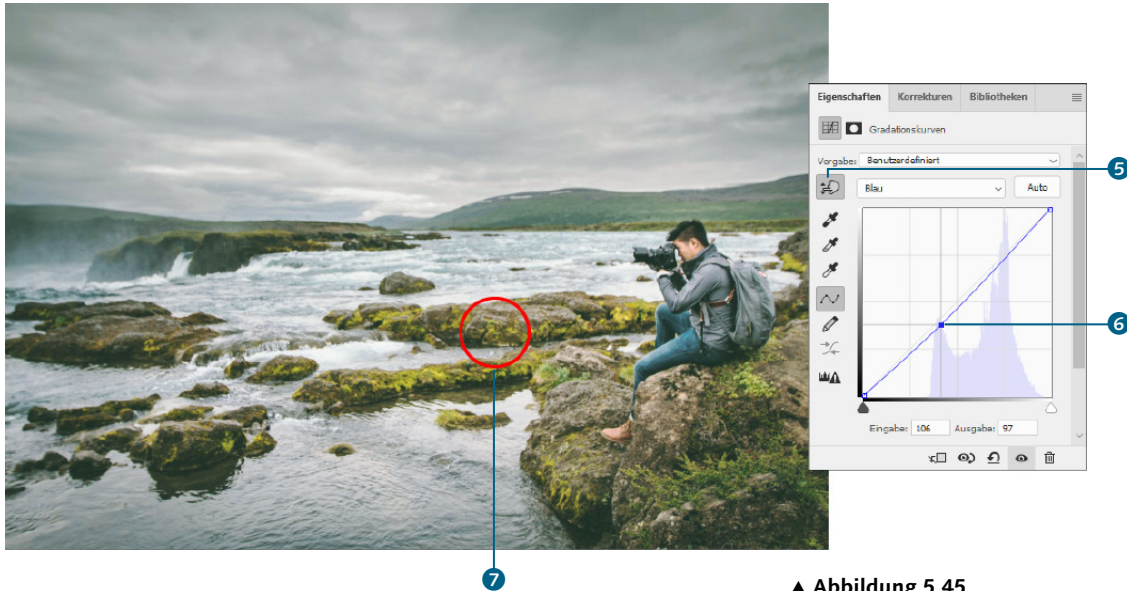 Eigenschaften Korrekturen Bibliotheken
Gradationskurven
Vorgabe: Benutzerdefiniert
5
Blau Auto
6
Eingabe: 106 Ausgabe: 97
7
▲ Abbildung 5.45